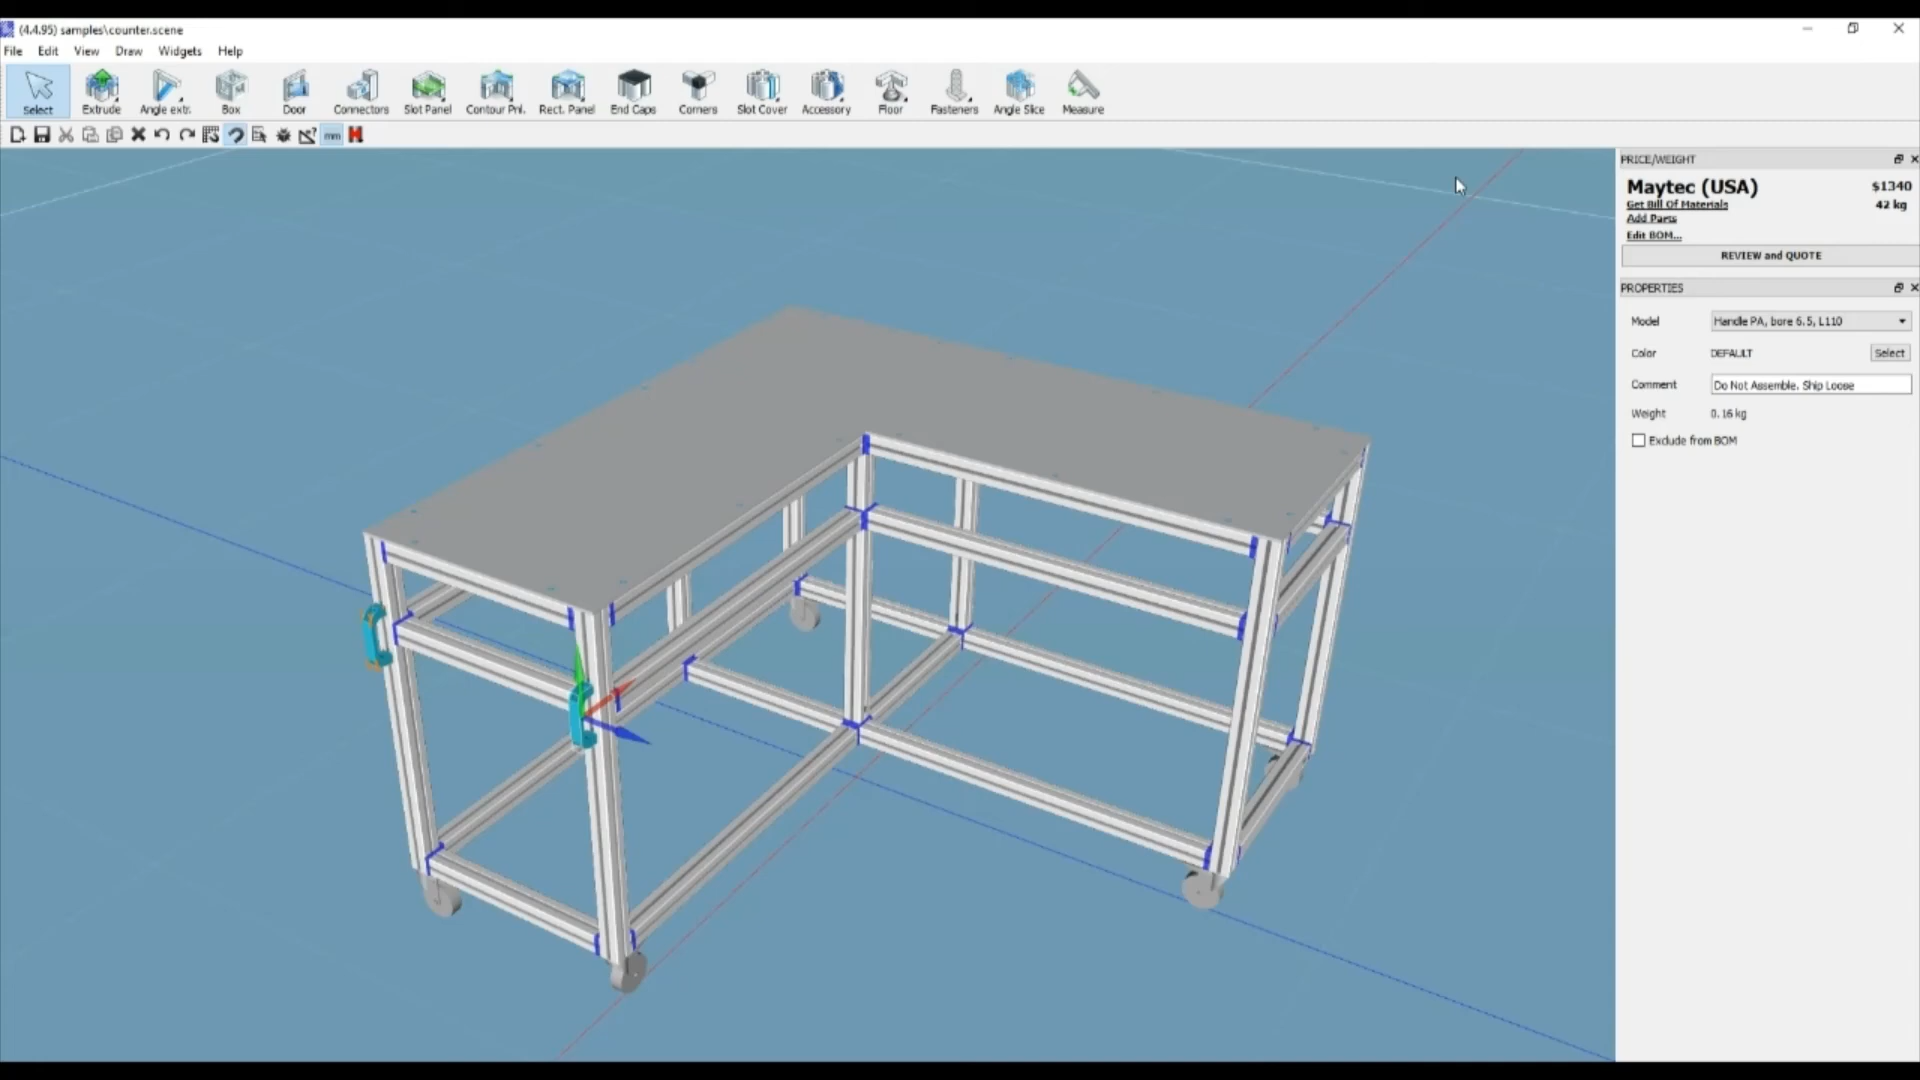 (4.4.95) samples\counter.scene
File Edit View Draw Widgets Help
Select Extrude Angle extr. Box Door Connectors Slot Panel Contour Pnl. Rect. Panel End Caps Corners Slot Cover Accessory Floor Fasteners Angle Slice Measure
mm
PRICE/WEIGHT
Maytec (USA) $1340
Get Bill Of Materials 42 kg
Add Parts
Edit BOM...
REVIEW and QUOTE
PROPERTIES
Model Handle PA, bore 6.5, L110
Color DEFAULT Select
Comment Do Not Assemble. Ship Loose
Weight 0.16 kg
Exclude from BOM